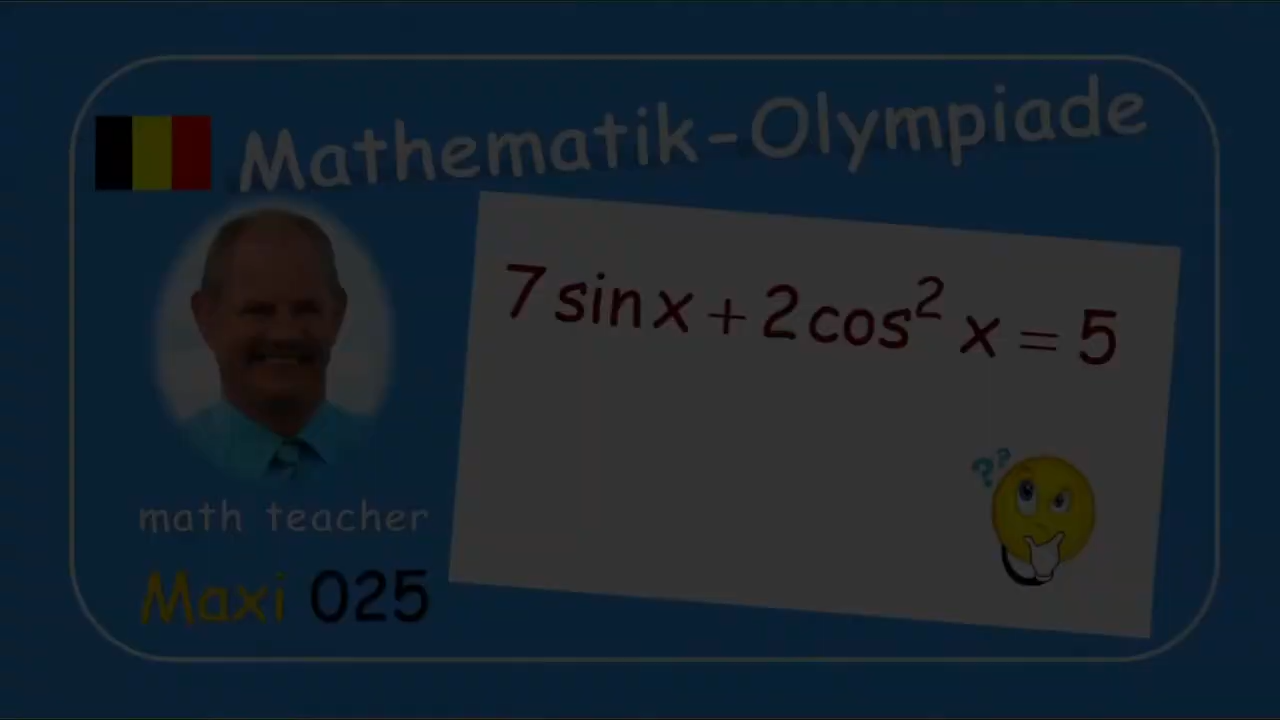 Mathematik-Olympiade
7 sin x + 2 cos² x = 5
??
math teacher
Maxi 025